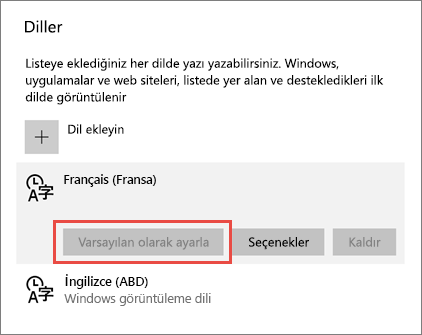 Diller
Listeye eklediğiniz her dilde yazı yazabilirsiniz. Windows,
uygulamalar ve web siteleri, listede yer alan ve destekledikleri ilk
dilde görüntülenir
Dil ekleyin
Français (Fransa)
Varsayılan olarak ayarla Seçenekler Kaldır
İngilizce (ABD)
Windows görüntüleme dili